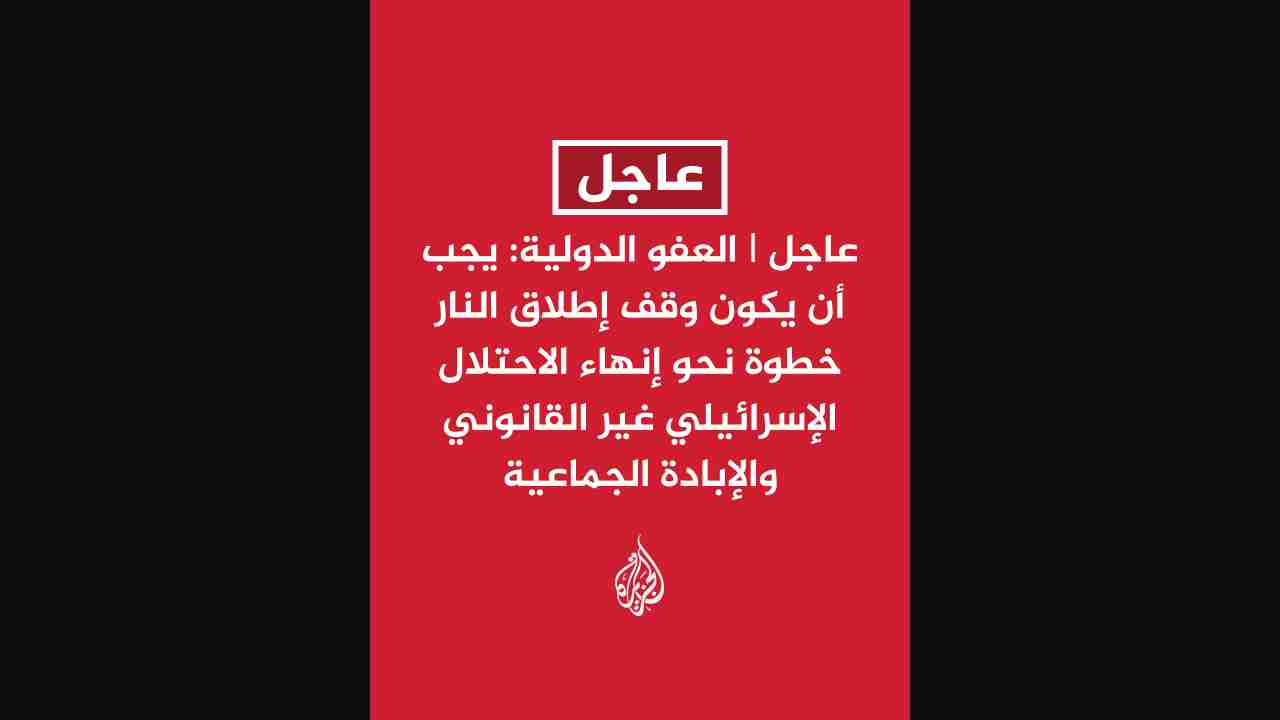 عاجل
عاجل | العفو الدولية: يجب
أن يكون وقف إطلاق النار
خطوة نحو إنهاء الاحتلال
الإسرائيلي غير القانوني
والإبادة الجماعية
الجزيرة